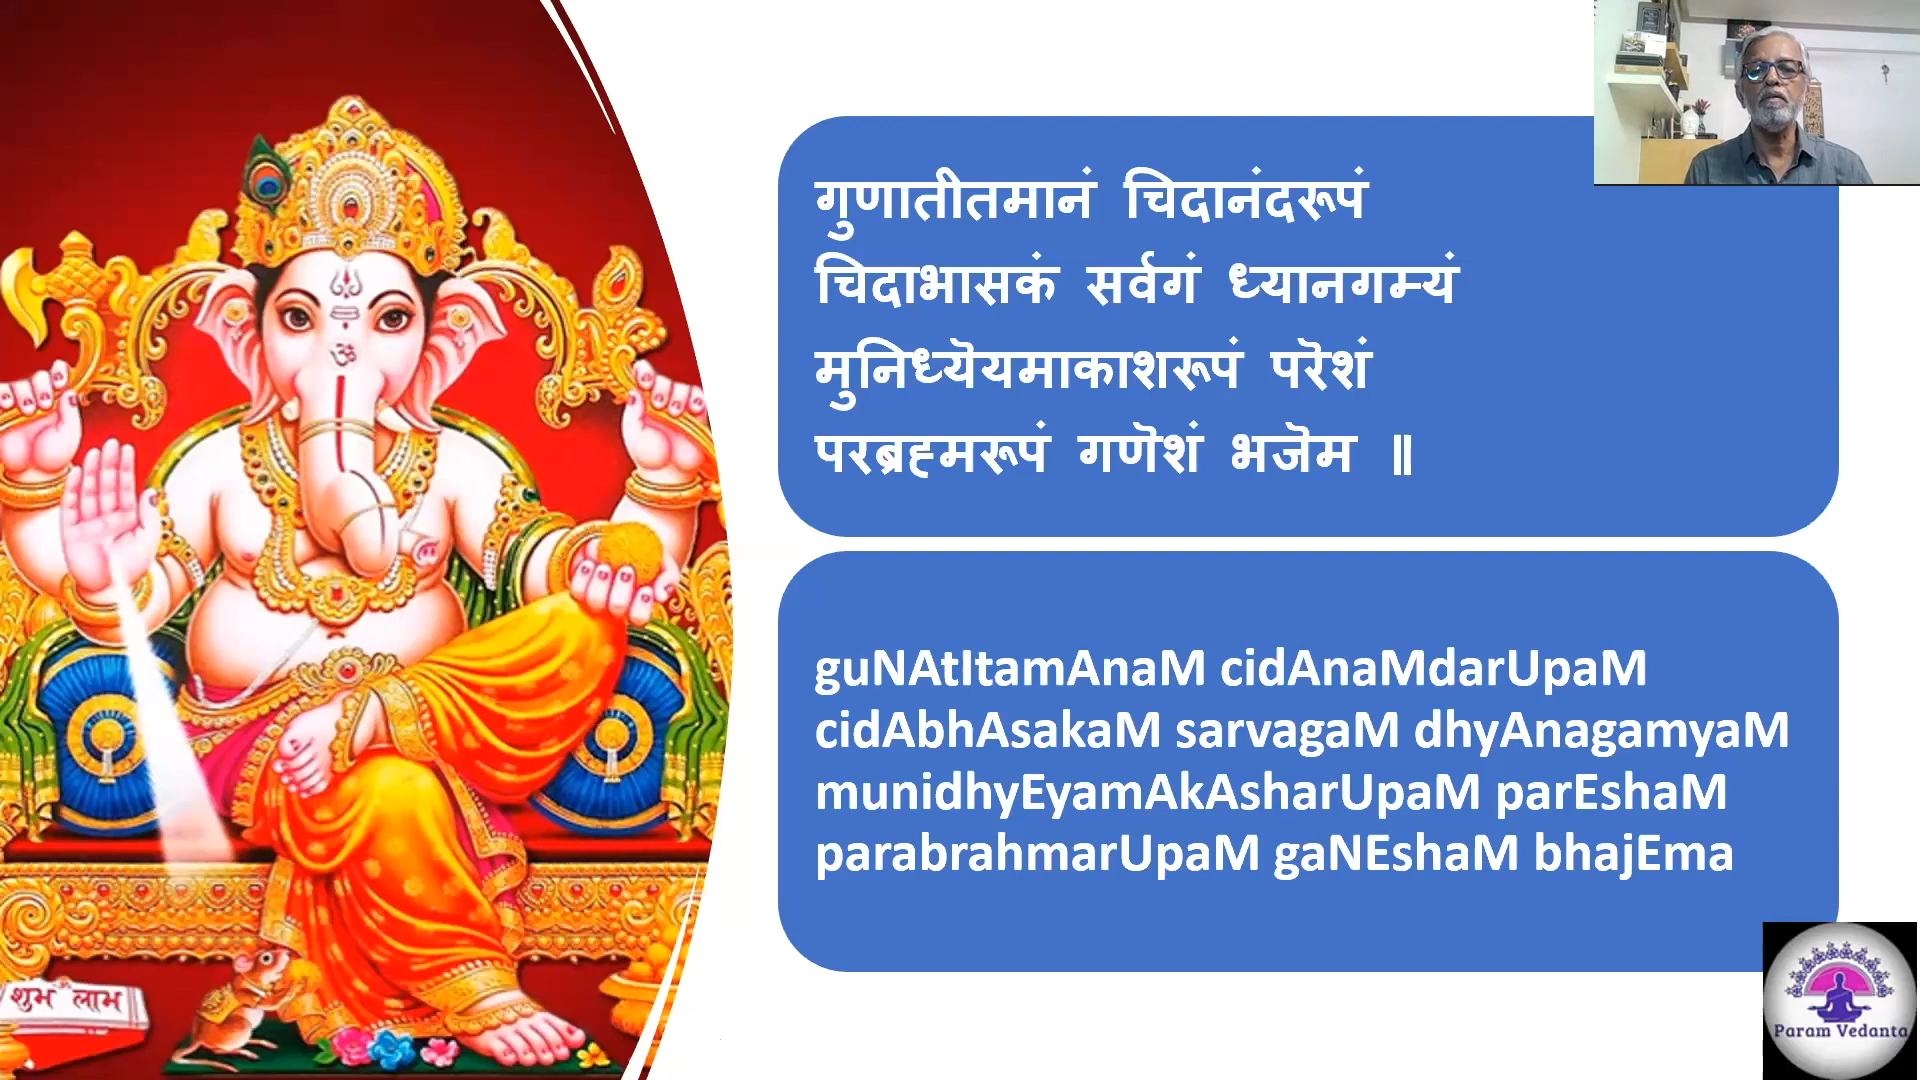 गुणातीतमानं चिदानंदरूपं
चिदाभासकं सर्वगं ध्यानगम्यं
मुनिध्यॆयमाकाशरूपं परॆशं
परब्रह्मरूपं गणॆशं भजॆम ॥
guNAtItamAnaM cidAnaMdarUpaM
cidAbhAsakaM sarvagaM dhyAnagamyaM
munidhyEyamAkAsharUpaM parEshaM
parabrahmarUpaM gaNEshaM bhajEma
ॐ
शुभ लाभ
Param Vedanta